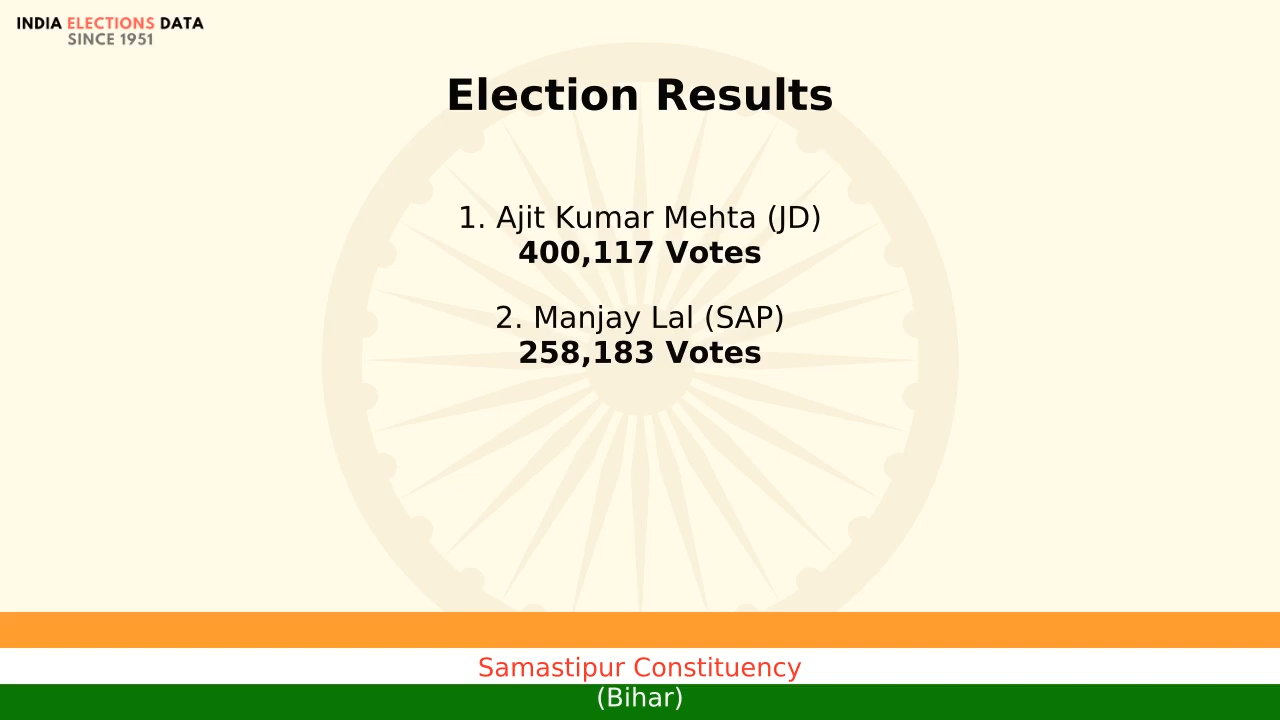 INDIA ELECTIONS DATA
SINCE 1951
Election Results
1. Ajit Kumar Mehta (JD)
400,117 Votes
2. Manjay Lal (SAP)
258,183 Votes
Samastipur Constituency
(Bihar)